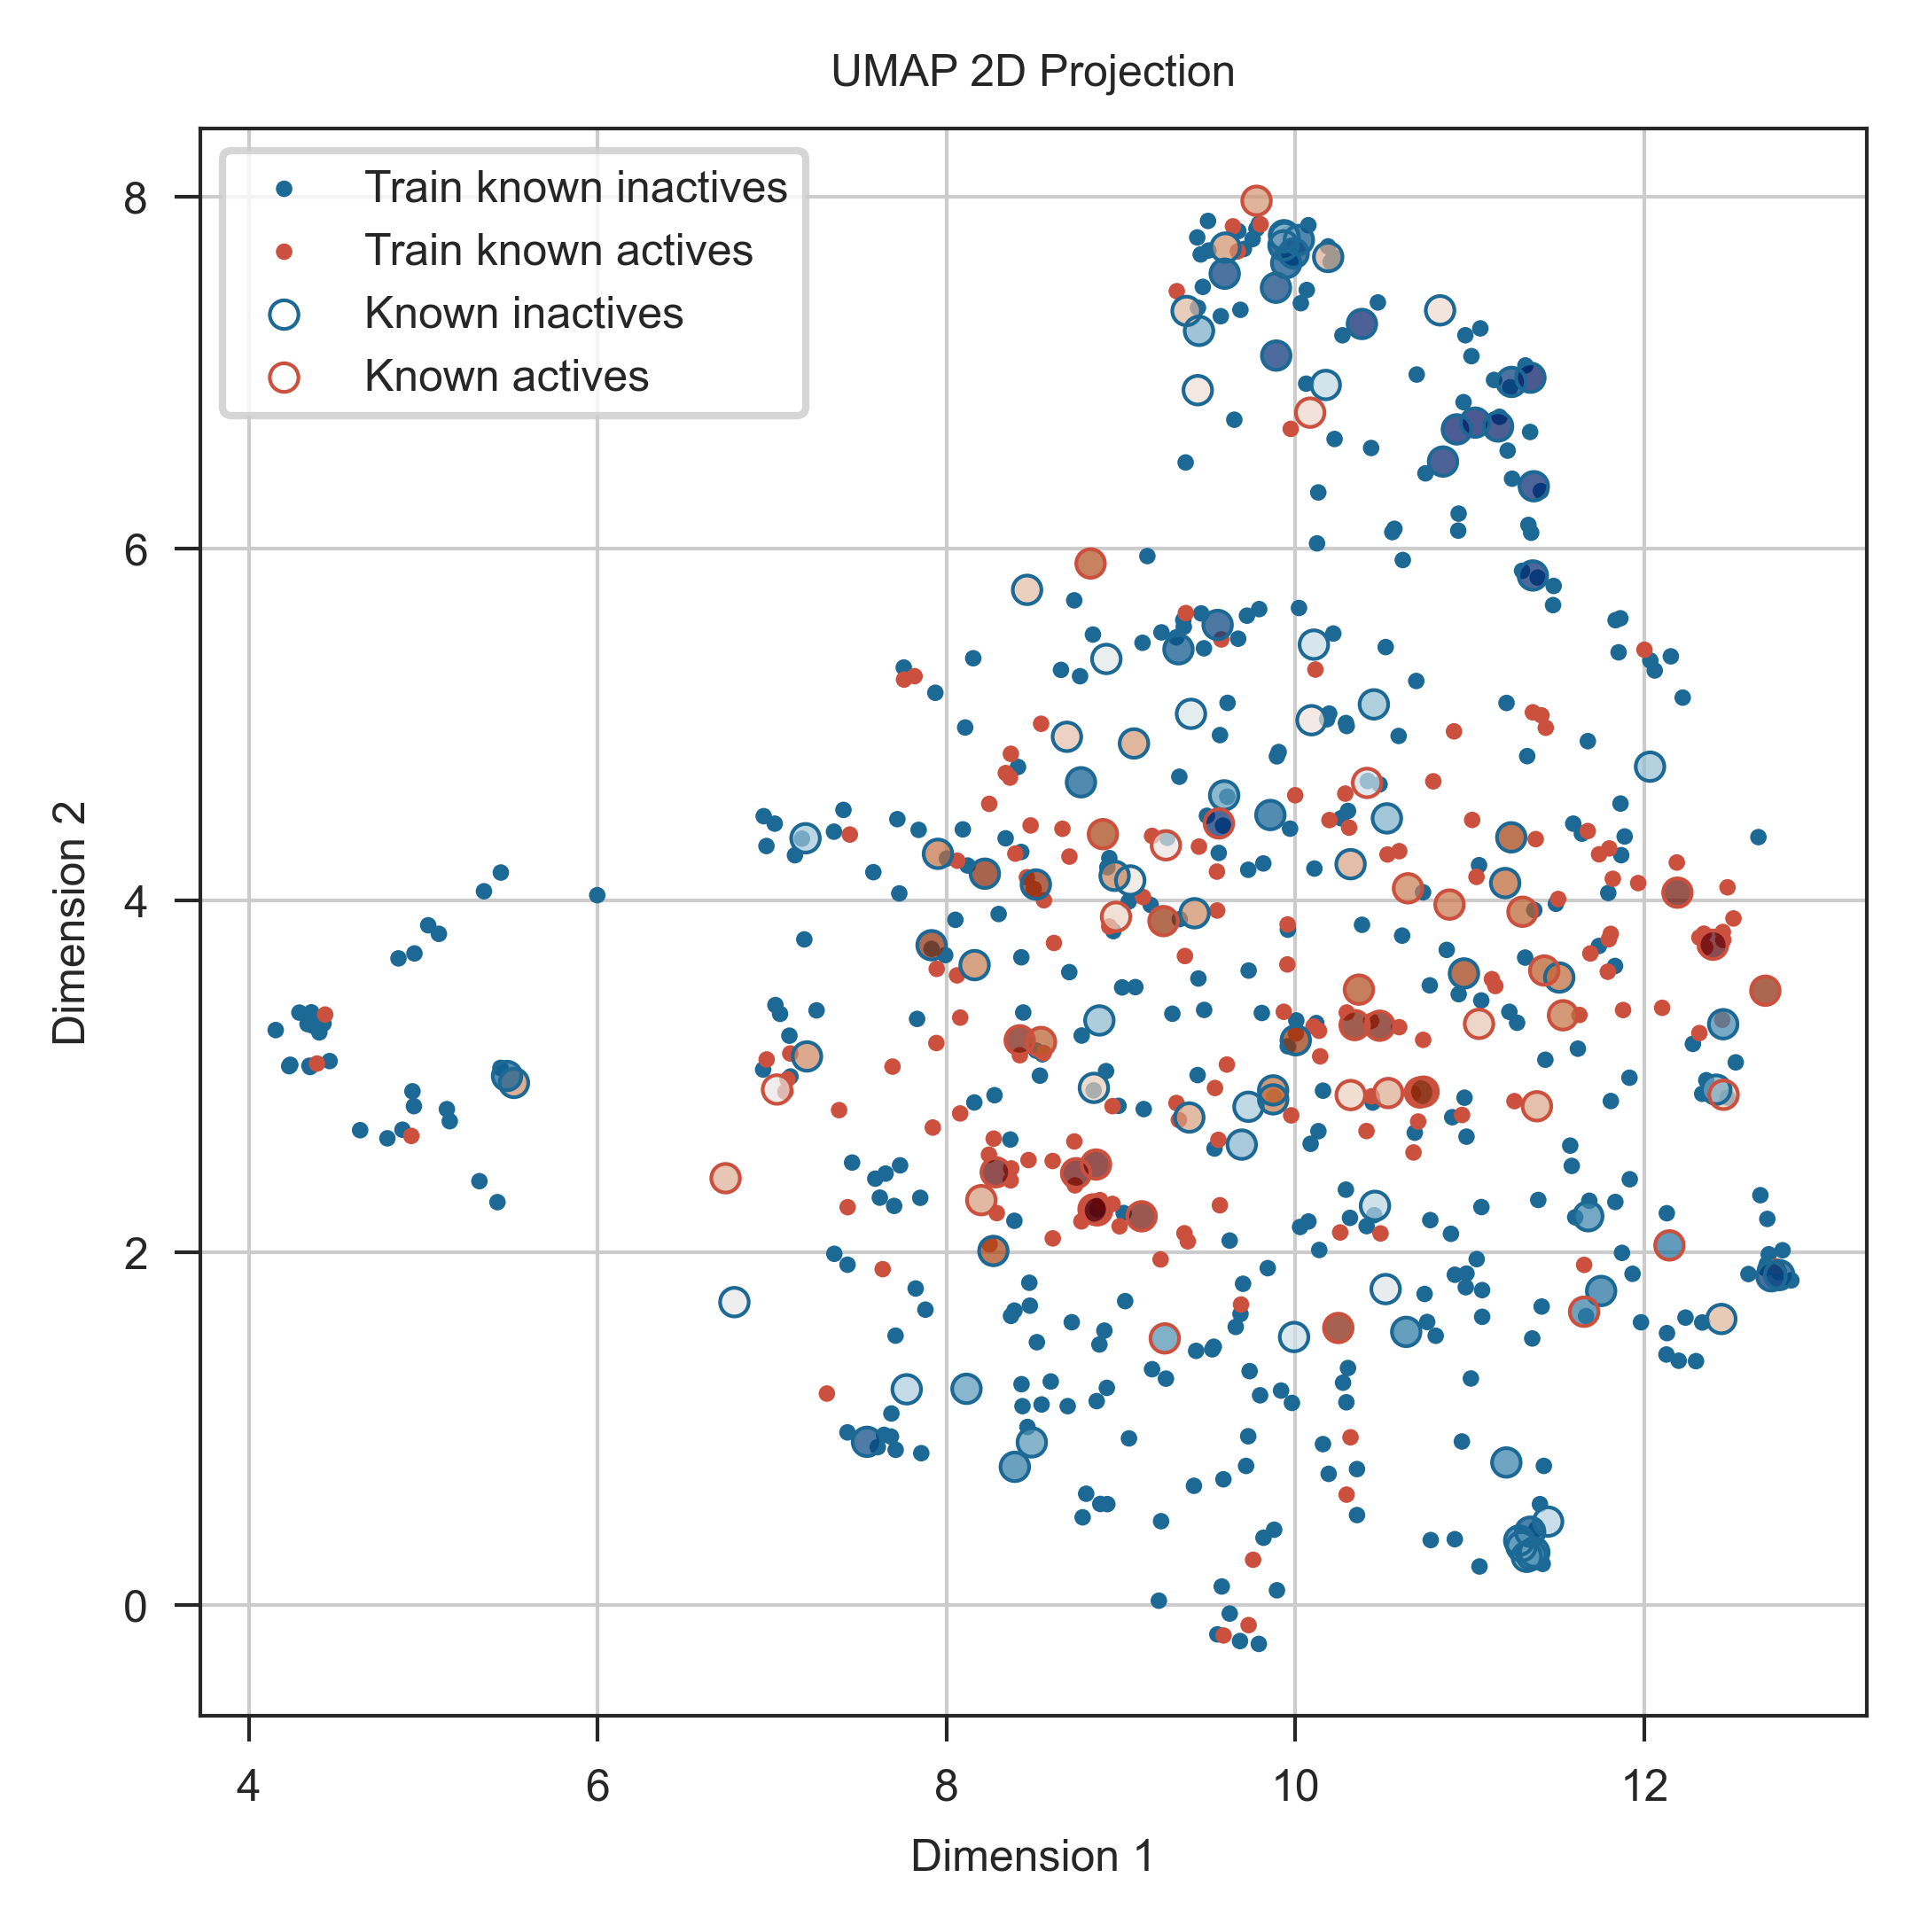 UMAP 2D Projection
Train known inactives
Train known actives
Known inactives
Known actives
8
6
4
2
0
Dimension 2
4 6 8 10 12
Dimension 1